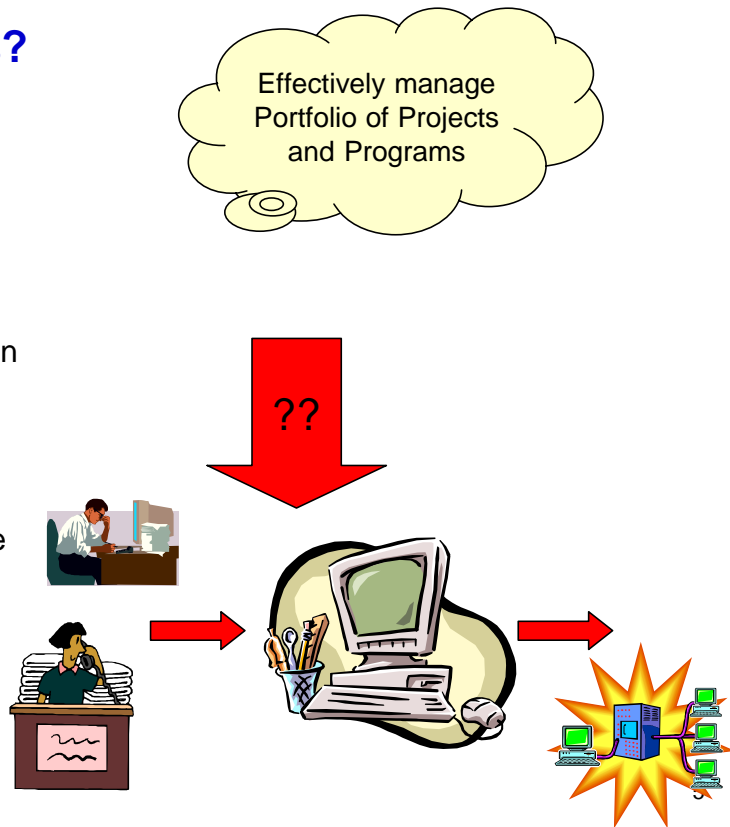 ?
Effectively manage
Portfolio of Projects
and Programs
n
??
e